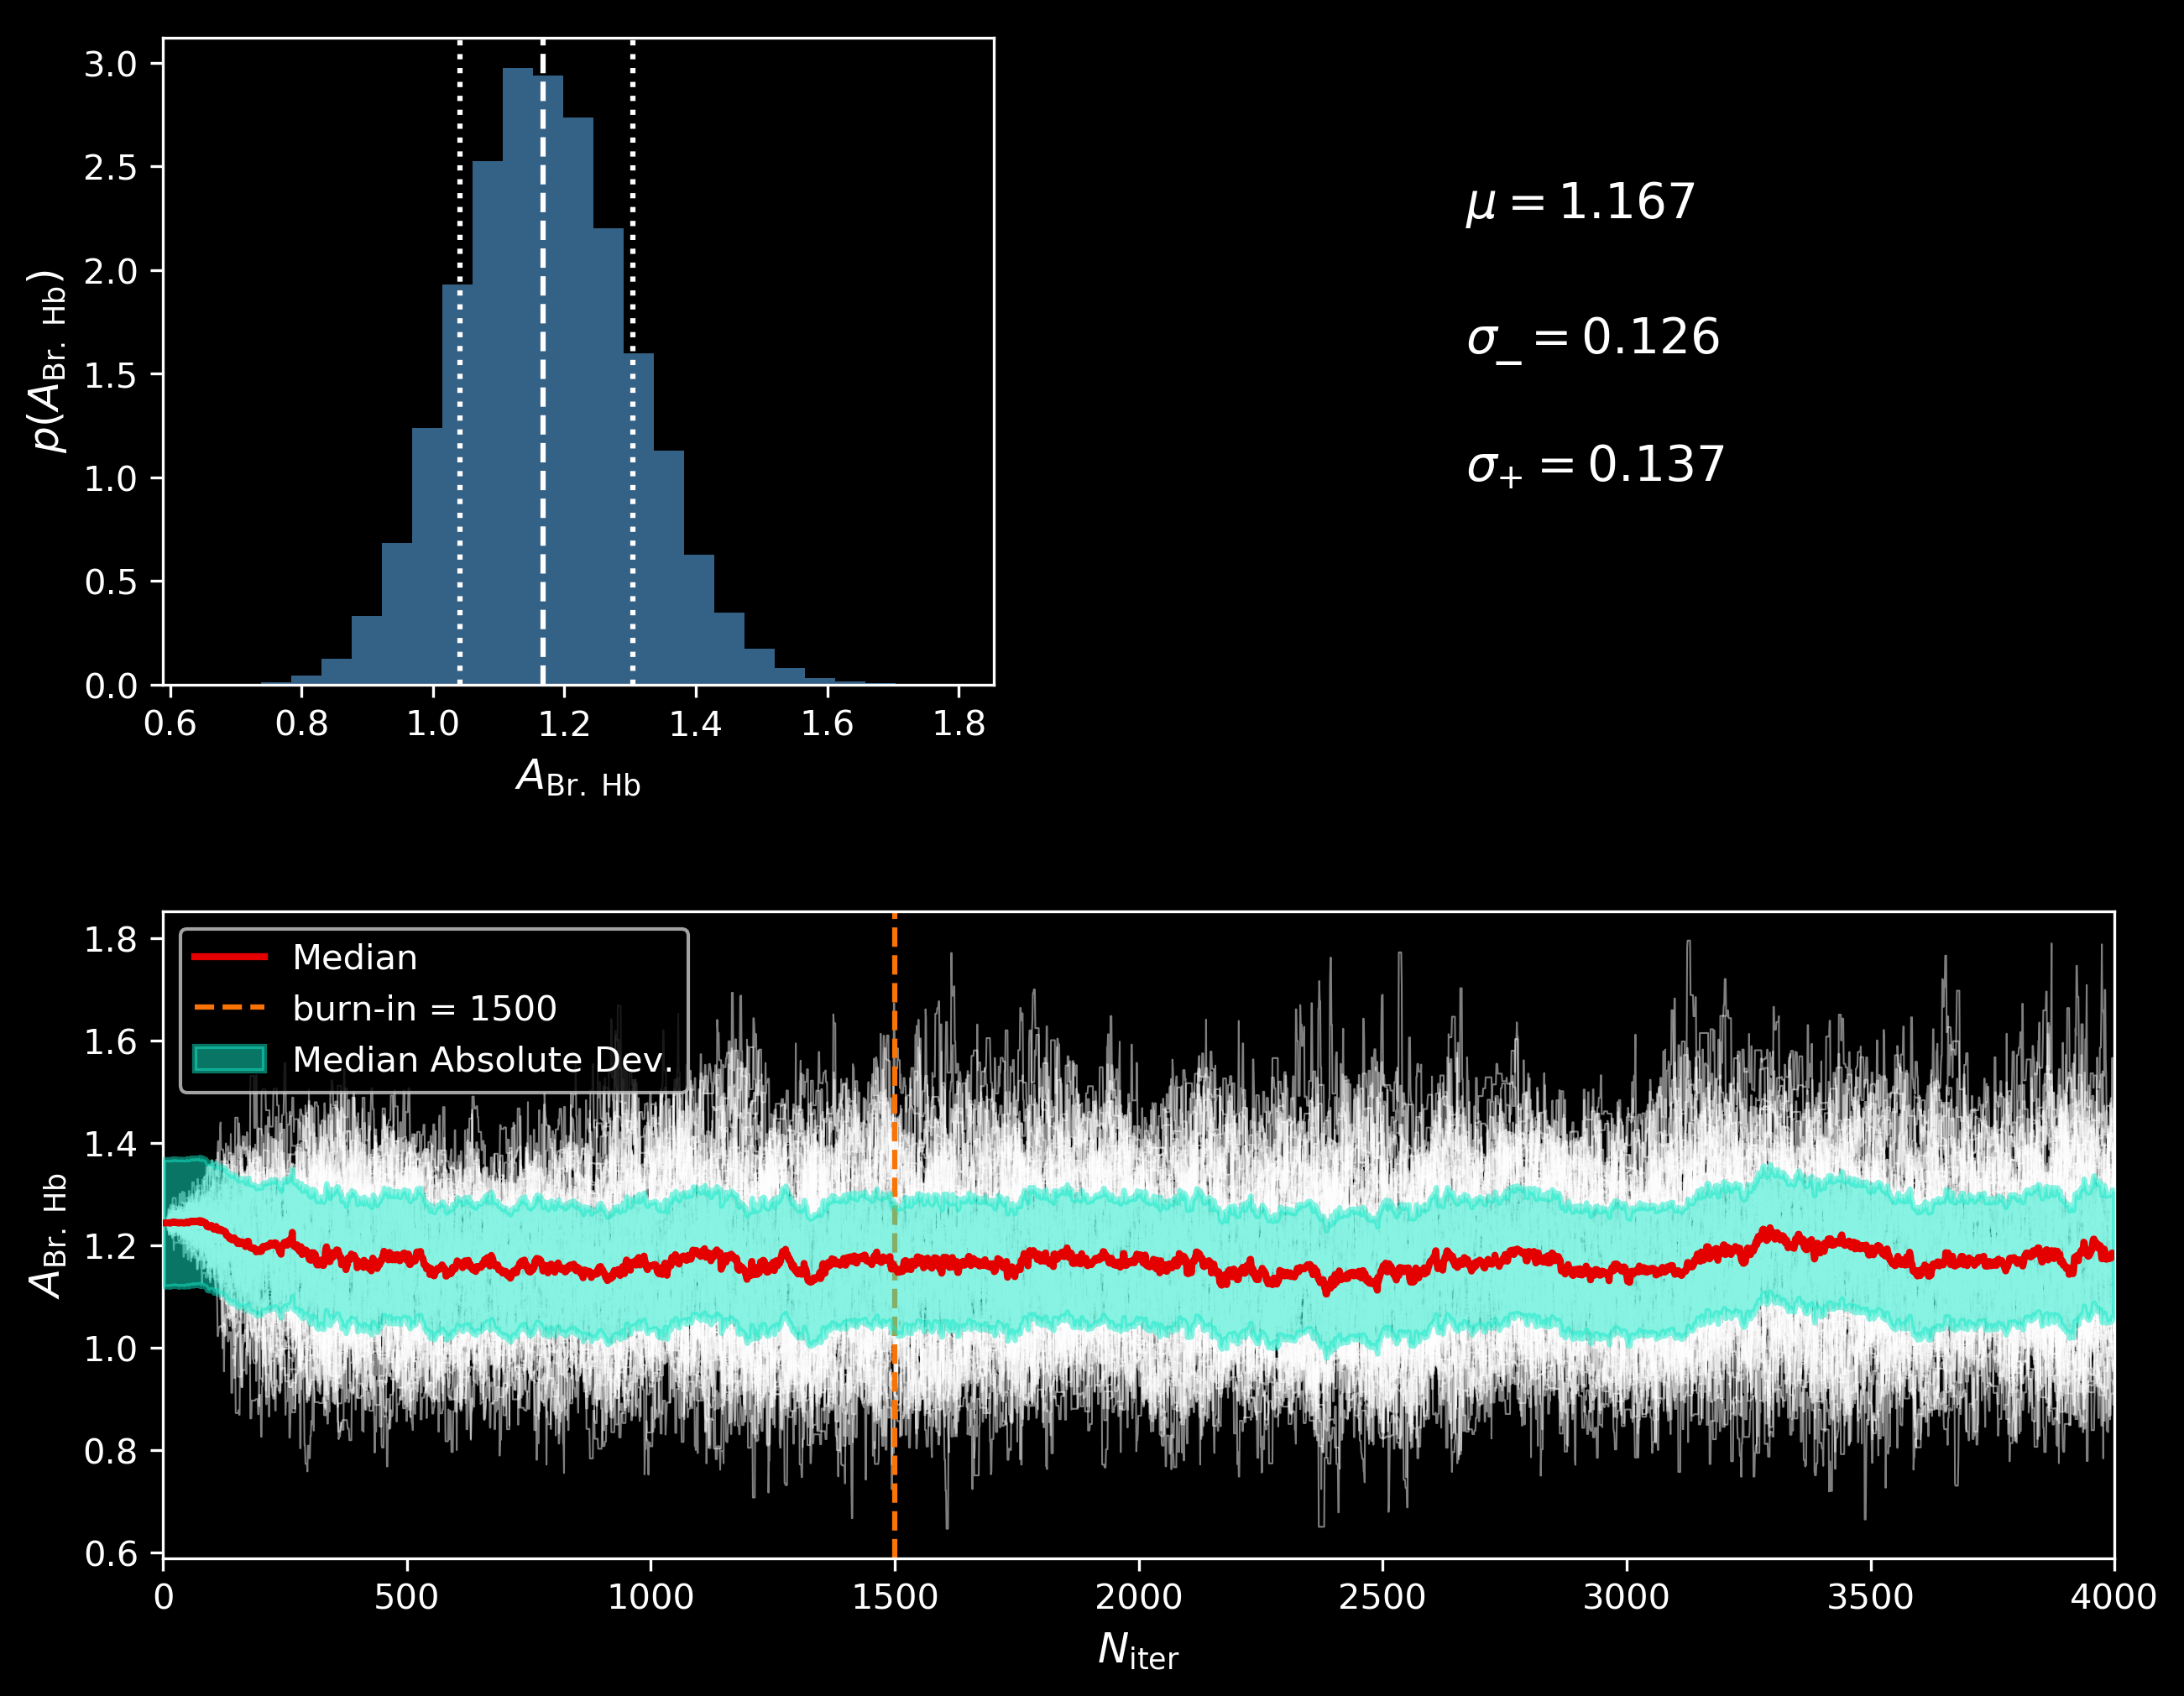 3.0
2.5
2.0
1.5
1.0
0.5
0.0
p(A_Br. Hb)
0.6 0.8 1.0 1.2 1.4 1.6 1.8
A_Br. Hb
μ = 1.167
σ_− = 0.126
σ_+ = 0.137
1.8
1.6
1.4
1.2
1.0
0.8
0.6
A_Br. Hb
Median
burn-in = 1500
Median Absolute Dev.
0 500 1000 1500 2000 2500 3000 3500 4000
N_iter